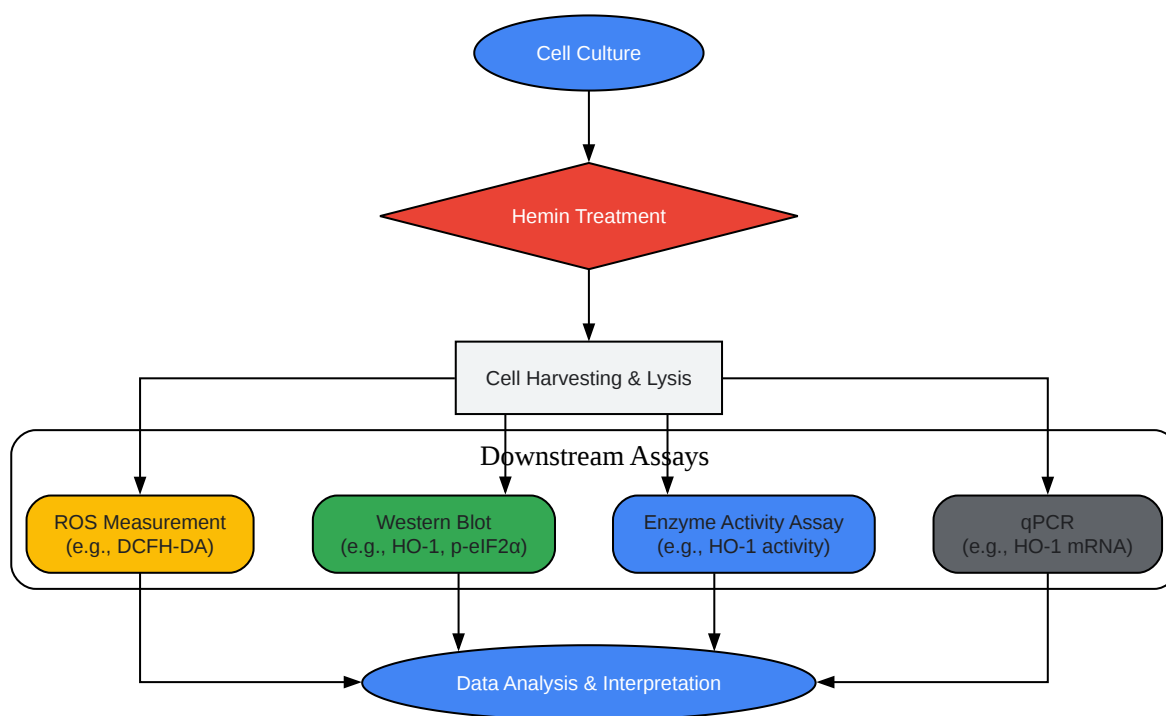 Cell Culture
Hemin Treatment
Cell Harvesting & Lysis
Downstream Assays
ROS Measurement
(e.g., DCFH-DA)
Western Blot
(e.g., HO-1, p-eIF2α)
Enzyme Activity Assay
(e.g., HO-1 activity)
qPCR
(e.g., HO-1 mRNA)
Data Analysis & Interpretation